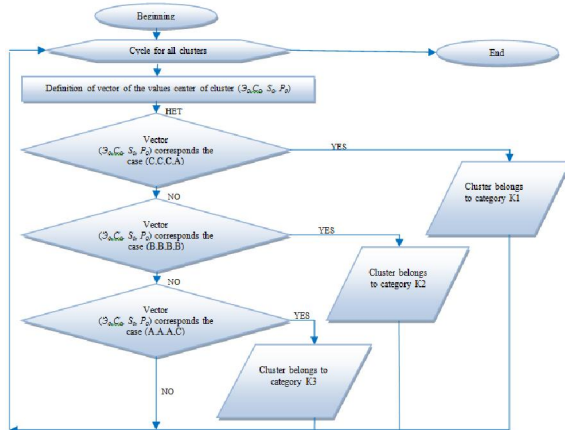 Beginning
Cycle for all clusters
End
Definition of vector of the values center of cluster (Э₀,C₀, S₀, P₀)
НЕТ
Vector
(Э₀,C₀, S₀, P₀) corresponds the
case (C.C.C.A)
YES
Cluster belongs
to category K1
NO
Vector
(Э₀,C₀, S₀, P₀) corresponds the
case (B.B.B.B)
YES
Cluster belongs
to category K2
NO
Vector
(Э₀,C₀, S₀, P₀) corresponds the
case (A.A.A.C)
YES
Cluster belongs
to category K3
NO